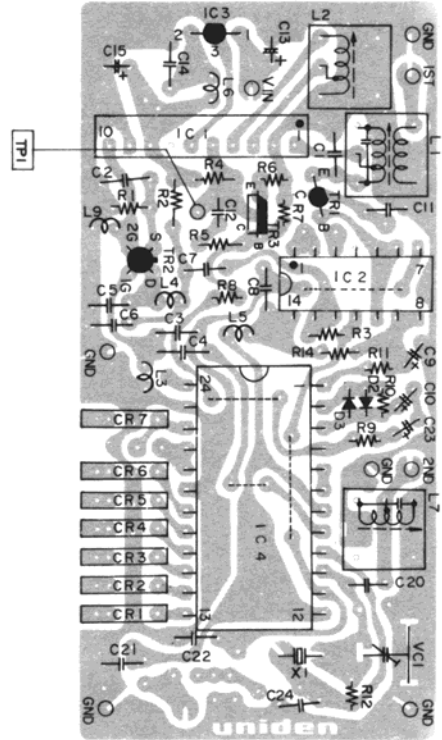 IC3
2
3
1
C15
C14
C13
L6
VIN
L2
GND
1ST
TP1
10
IC1
1
L1
C2
R1
R2
R4
R6
C1
E
C
TR1
B
C12
R7
TR3
E
C
B
C11
L9
R5
2G
S
TR2
1G
D
C7
L4
R8
C8
1
IC2
7
14
8
C5
C6
C3
C4
L5
R3
R14
R11
C9
GND
L3
24
D3
D2
R10
C10
R9
C23
CR7
CR6
CR5
CR4
CR3
CR2
CR1
IC4
GND
2ND
L7
13
12
C20
C22
C21
X1
VC1
C24
R12
GND
GND
uniden